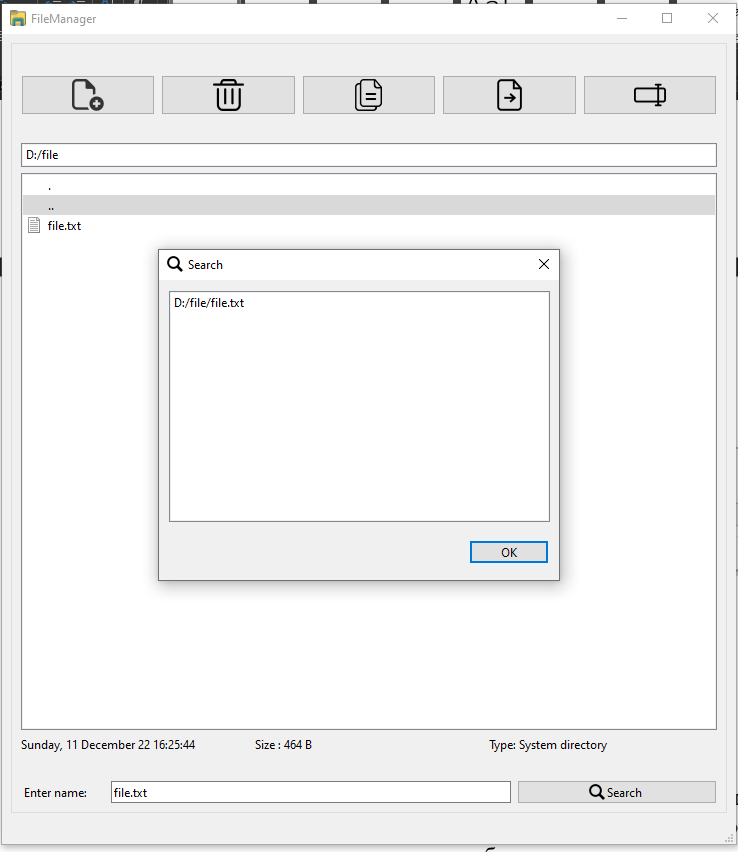 FileManager
D:/file
.
..
file.txt
Search
D:/file/file.txt
OK
Sunday, 11 December 22 16:25:44
Size : 464 B
Type: System directory
Enter name:
file.txt
Search